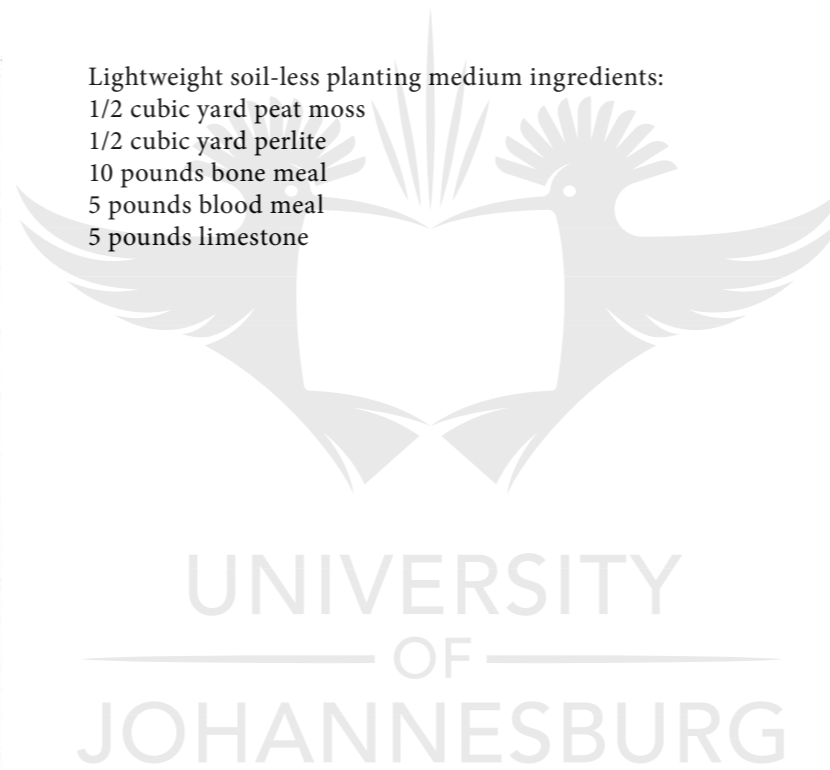 Lightweight soil-less planting medium ingredients:
1/2 cubic yard peat moss
1/2 cubic yard perlite
10 pounds bone meal
5 pounds blood meal
5 pounds limestone
UNIVERSITY
OF
JOHANNESBURG